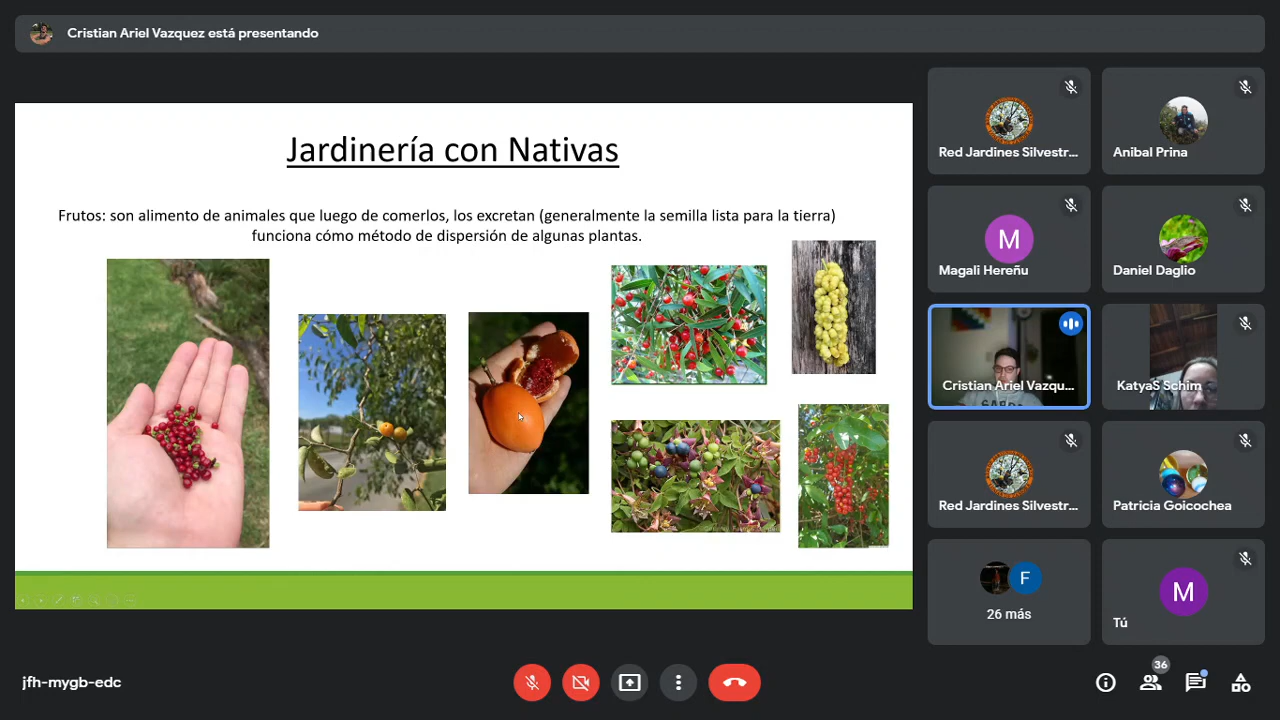 Cristian Ariel Vazquez está presentando
Jardinería con Nativas
Frutos: son alimento de animales que luego de comerlos, los excretan (generalmente la semilla lista para la tierra)
funciona cómo método de dispersión de algunas plantas.
Red Jardines Silvestr...
Anibal Prina
M
Magali Hereñu
Daniel Daglio
Cristian Ariel Vazqu...
KatyaS Schim
Red Jardines Silvestr...
Patricia Goicochea
F
26 más
M
Tú
jfh-mygb-edc
36